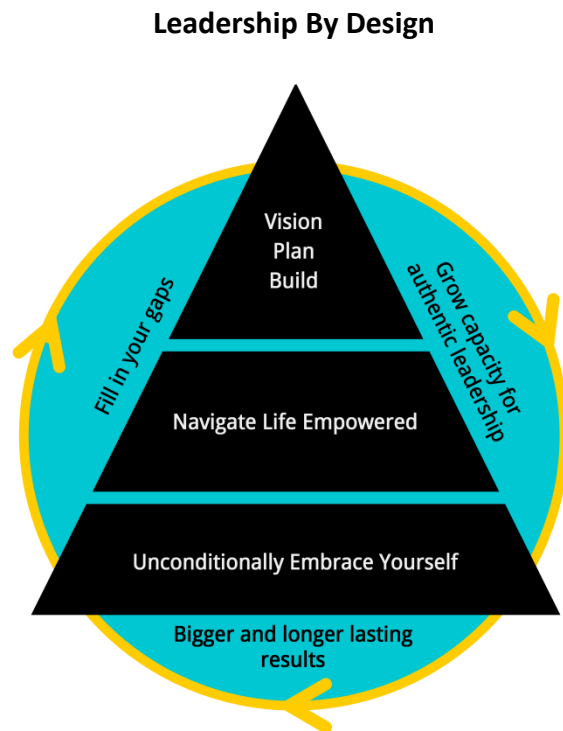 Leadership By Design
Vision
Plan
Build
Fill in your gaps
Grow capacity for
authentic leadership
Navigate Life Empowered
Unconditionally Embrace Yourself
Bigger and longer lasting
results